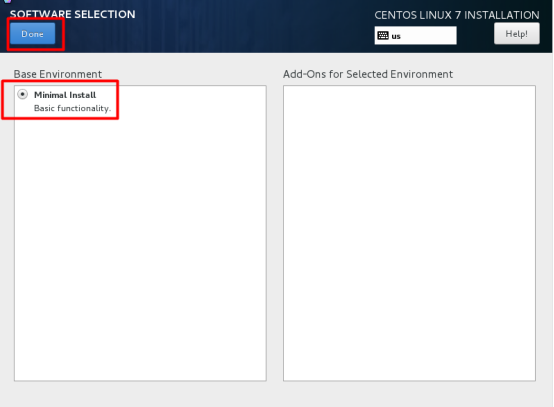 SOFTWARE SELECTION
CENTOS LINUX 7 INSTALLATION
Done
us
Help!
Base Environment
Add-Ons for Selected Environment
Minimal Install
Basic functionality.